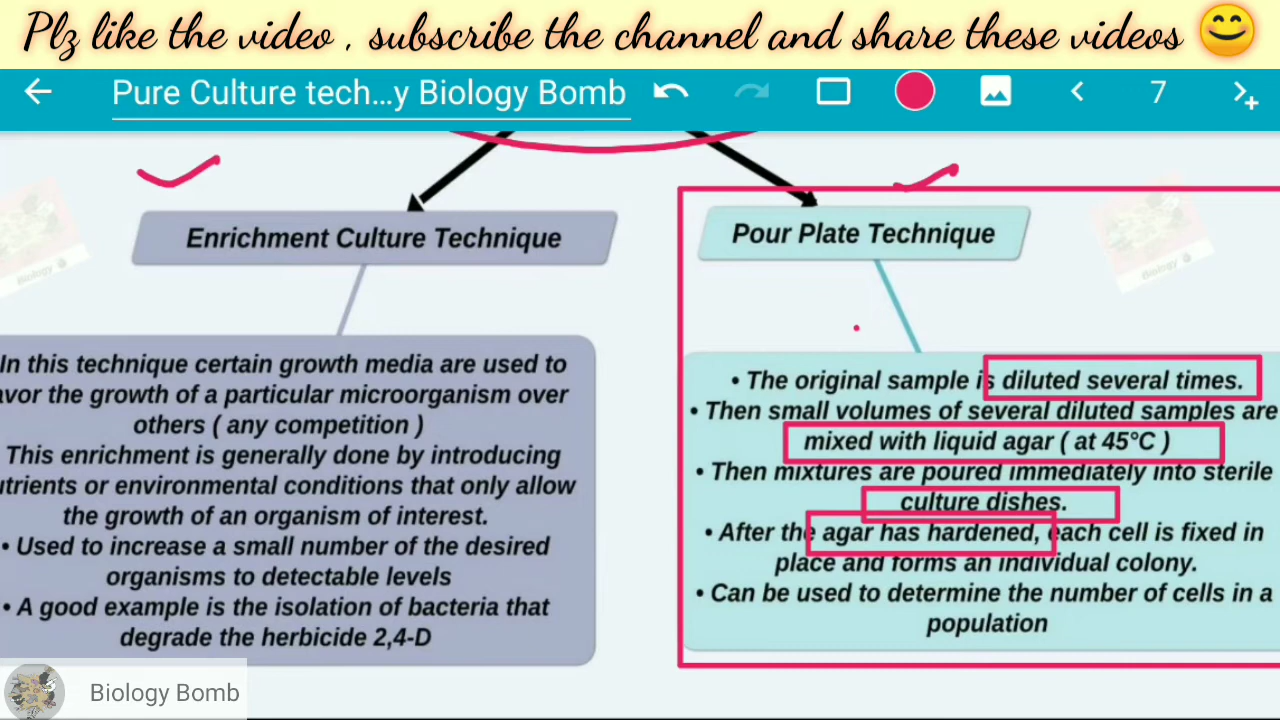 Plz like the video , subscribe the channel and share these videos 😊
Pure Culture tech...y Biology Bomb
7
Enrichment Culture Technique
In this technique certain growth media are used to
avor the growth of a particular microorganism over
others ( any competition )
This enrichment is generally done by introducing
utrients or environmental conditions that only allow
the growth of an organism of interest.
• Used to increase a small number of the desired
organisms to detectable levels
• A good example is the isolation of bacteria that
degrade the herbicide 2,4-D
Pour Plate Technique
• The original sample is diluted several times.
• Then small volumes of several diluted samples are
mixed with liquid agar ( at 45°C )
• Then mixtures are poured immediately into sterile
culture dishes.
• After the agar has hardened, each cell is fixed in
place and forms an individual colony.
• Can be used to determine the number of cells in a
population
Biology
Biology
Biology Bomb